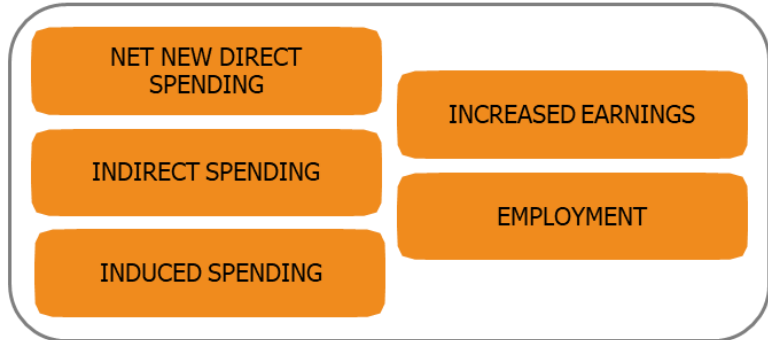 NET NEW DIRECT
SPENDING
INDIRECT SPENDING
INDUCED SPENDING
INCREASED EARNINGS
EMPLOYMENT